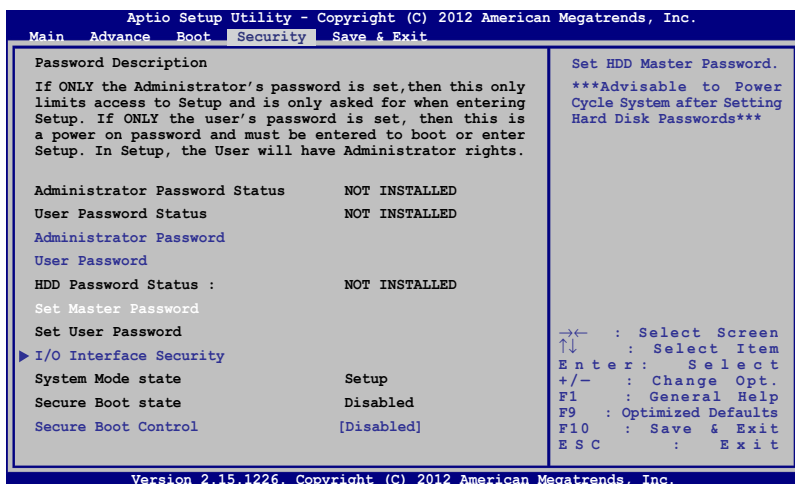 Aptio Setup Utility - Copyright (C) 2012 American Megatrends, Inc.
Main Advance Boot Security Save & Exit
Password Description
If ONLY the Administrator's password is set,then this only
limits access to Setup and is only asked for when entering
Setup. If ONLY the user's password is set, then this is
a power on password and must be entered to boot or enter
Setup. In Setup, the User will have Administrator rights.
Administrator Password Status NOT INSTALLED
User Password Status NOT INSTALLED
Administrator Password
User Password
HDD Password Status : NOT INSTALLED
Set Master Password
Set User Password
I/O Interface Security
System Mode state Setup
Secure Boot state Disabled
Secure Boot Control [Disabled]
Set HDD Master Password.
***Advisable to Power
Cycle System after Setting
Hard Disk Passwords***
→← : Select Screen
↑↓ : Select Item
Enter: Select
+/— : Change Opt.
F1 : General Help
F9 : Optimized Defaults
F10 : Save & Exit
ESC : Exit
Version 2.15.1226. Copyright (C) 2012 American Megatrends, Inc.